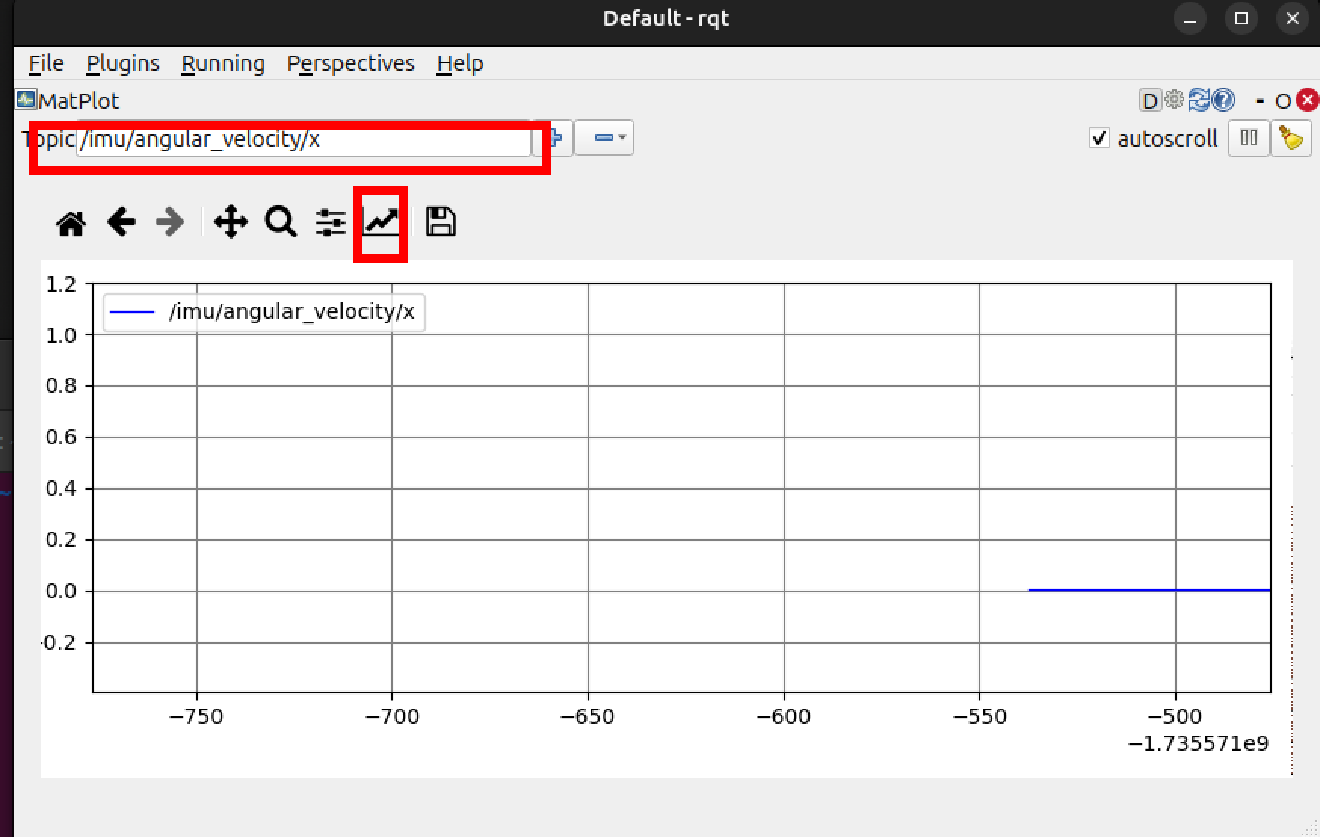 Default - rqt
File Plugins Running Perspectives Help
MatPlot
D
- O
Topic /imu/angular_velocity/x
autoscroll
/imu/angular_velocity/x
1.2
1.0
0.8
0.6
0.4
0.2
0.0
-0.2
−750 −700 −650 −600 −550 −500
−1.735571e9